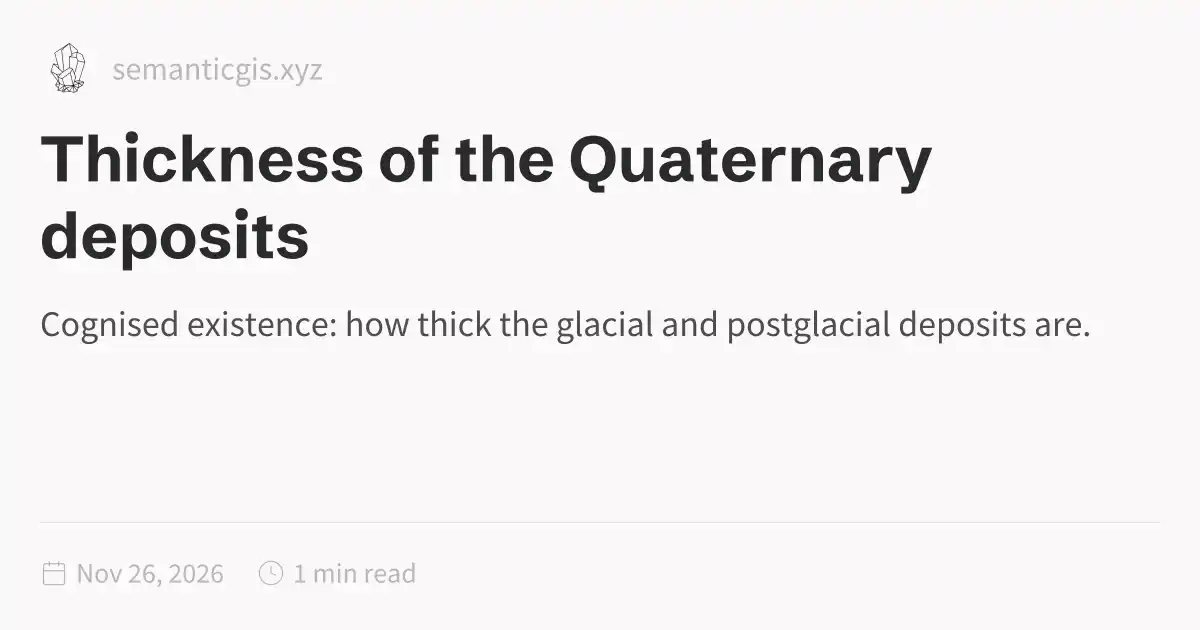 semanticgis.xyz
Thickness of the Quaternary
deposits
Cognised existence: how thick the glacial and postglacial deposits are.
Nov 26, 2026
1 min read